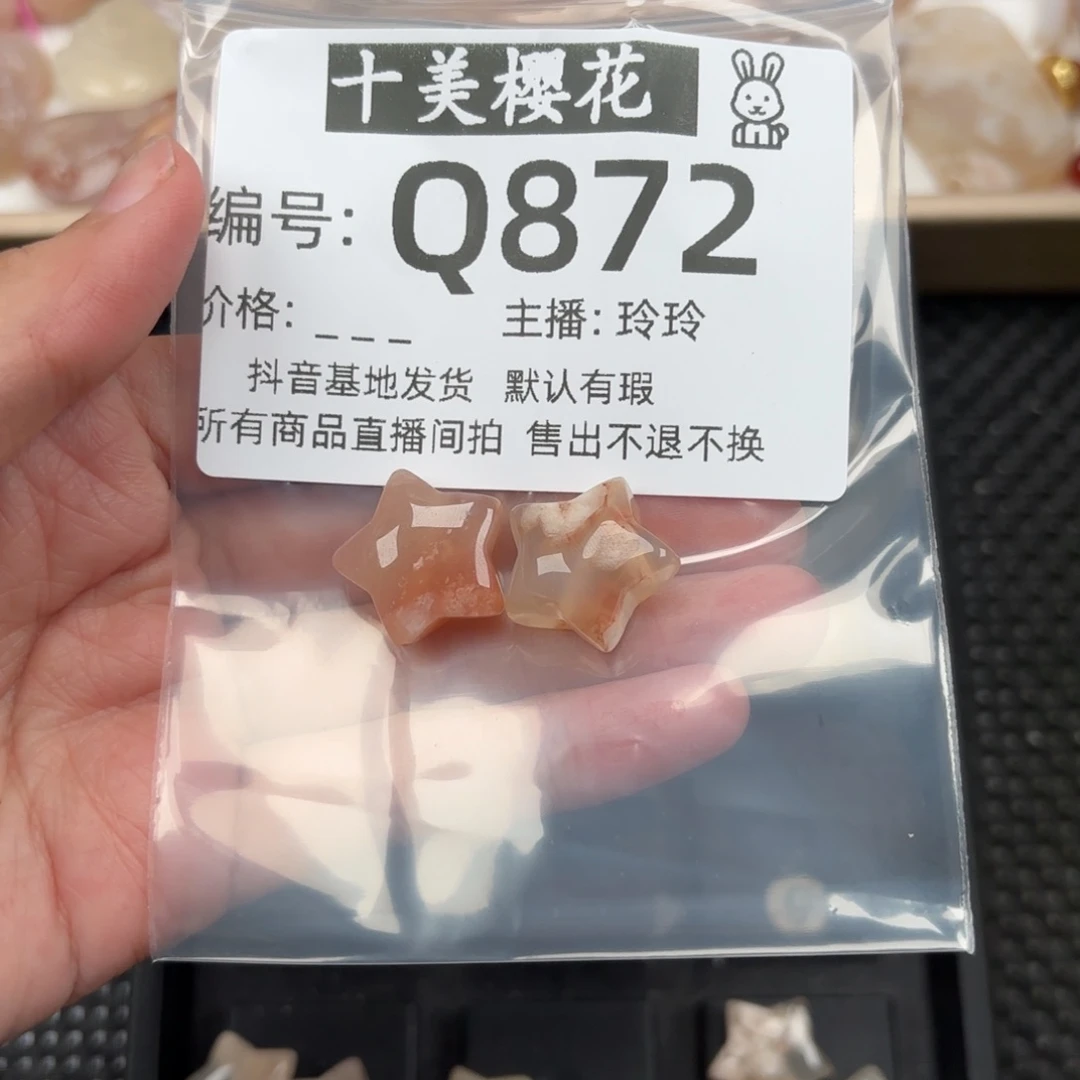 十美樱花
编号: Q872
价格: _ _ _ 主播: 玲玲
抖音基地发货 默认有瑕
所有商品直播间拍 售出不退不换